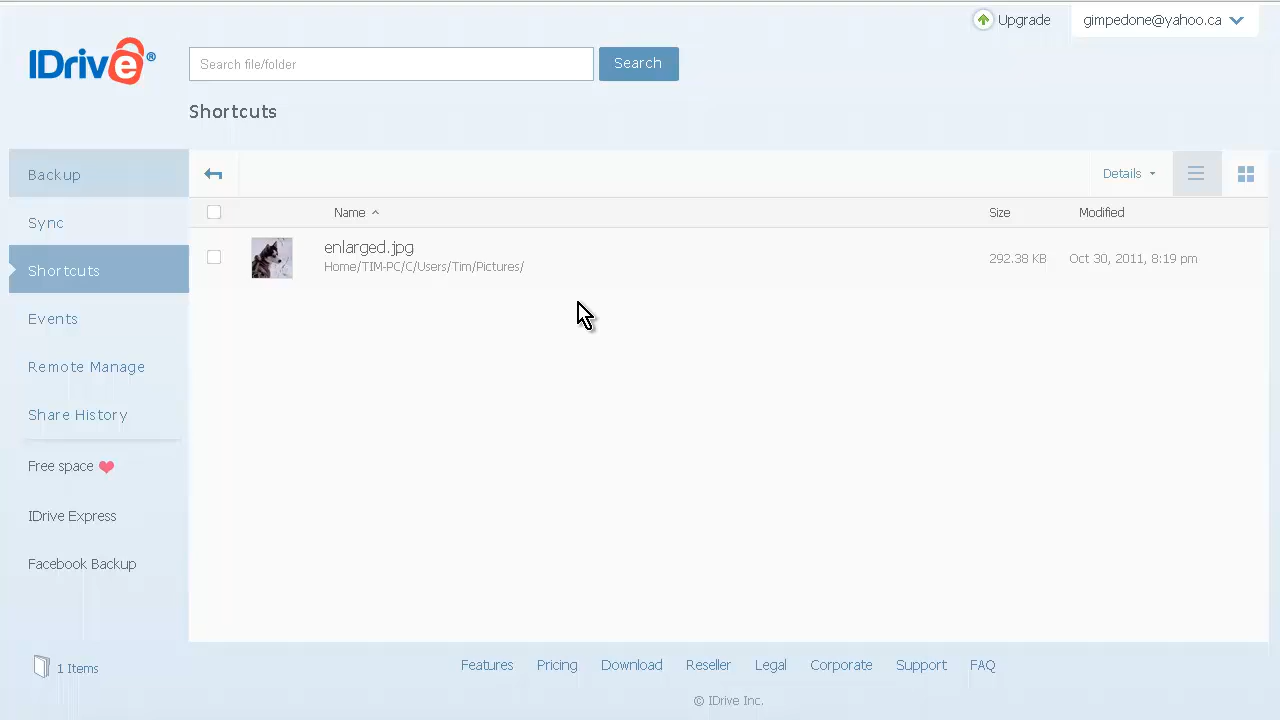 Upgrade
gimpedone@yahoo.ca
IDrive®
Search file/folder
Search
Shortcuts
Backup
Sync
Shortcuts
Events
Remote Manage
Share History
Free space
IDrive Express
Facebook Backup
Details
Name
Size
Modified
enlarged.jpg
Home/TIM-PC/C/Users/Tim/Pictures/
292.38 KB
Oct 30, 2011, 8:19 pm
1 Items
Features Pricing Download Reseller Legal Corporate Support FAQ
© IDrive Inc.